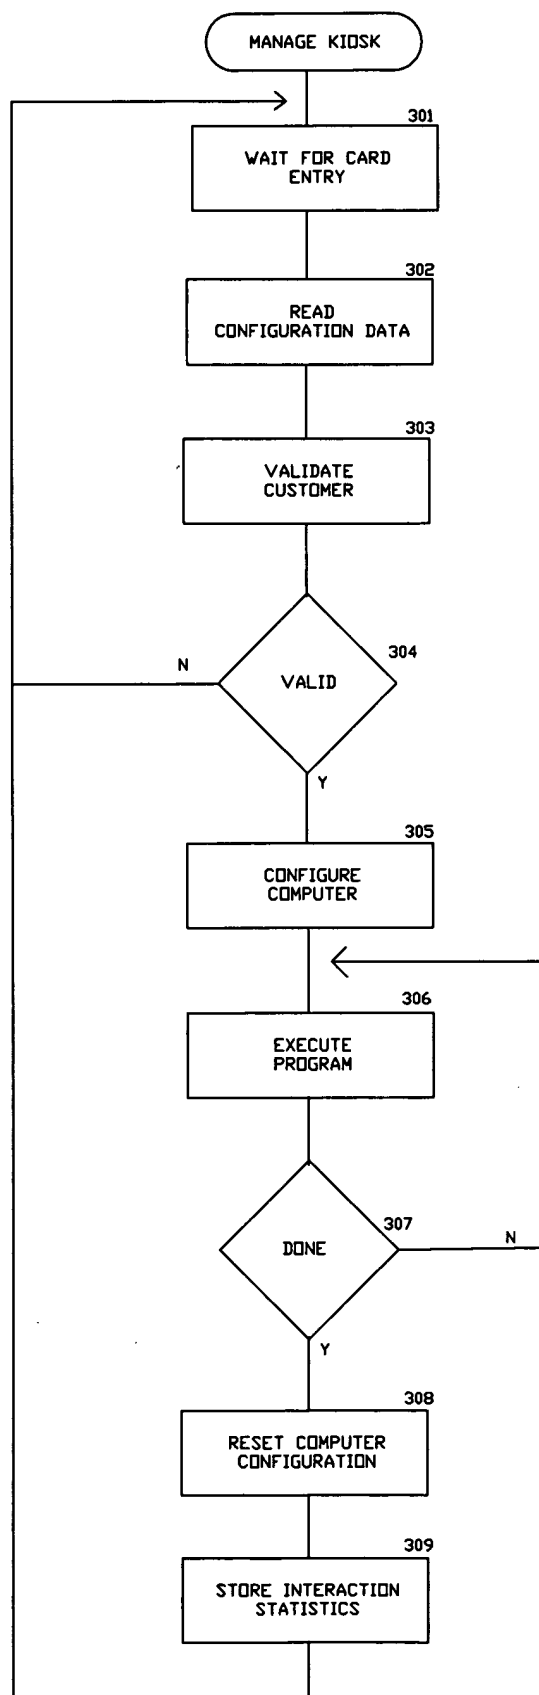 MANAGE KIOSK
301
WAIT FOR CARD
ENTRY
302
READ
CONFIGURATION DATA
303
VALIDATE
CUSTOMER
304
N
VALID
Y
305
CONFIGURE
COMPUTER
306
EXECUTE
PROGRAM
307
N
DONE
Y
308
RESET COMPUTER
CONFIGURATION
309
STORE INTERACTION
STATISTICS